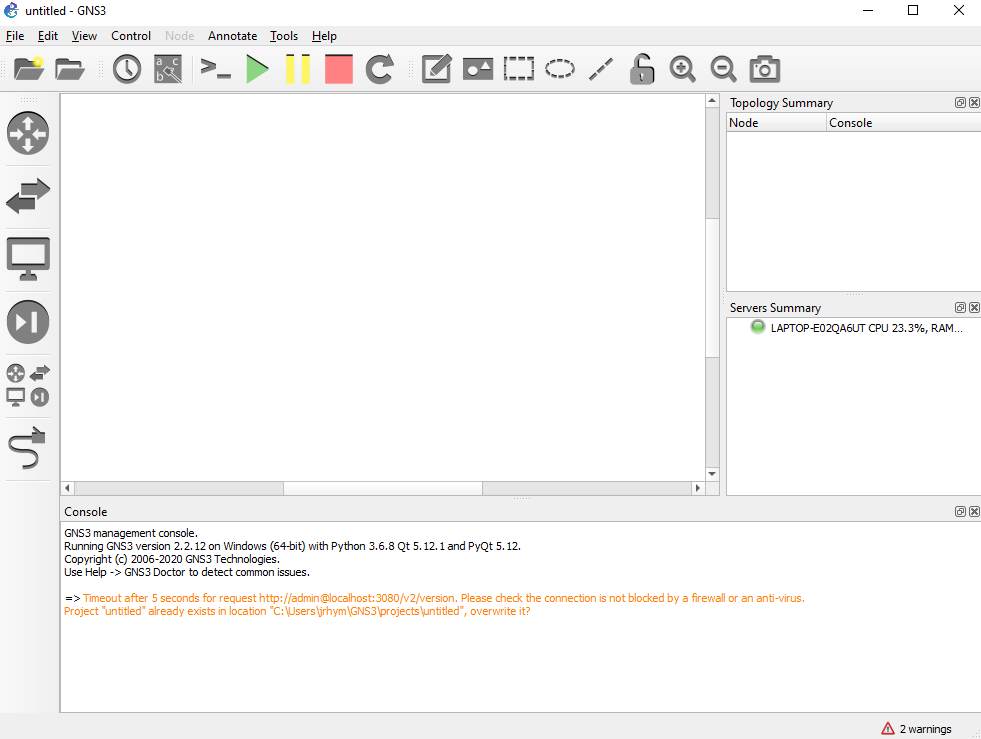 untitled - GNS3
File Edit View Control Node Annotate Tools Help
a c
b
Topology Summary
Node Console
Servers Summary
LAPTOP-E02QA6UT CPU 23.3%, RAM...
Console
GNS3 management console.
Running GNS3 version 2.2.12 on Windows (64-bit) with Python 3.6.8 Qt 5.12.1 and PyQt 5.12.
Copyright (c) 2006-2020 GNS3 Technologies.
Use Help -> GNS3 Doctor to detect common issues.
=> Timeout after 5 seconds for request http://admin@localhost:3080/v2/version. Please check the connection is not blocked by a firewall or an anti-virus.
Project "untitled" already exists in location "C:\Users\jrhym\GNS3\projects\untitled", overwrite it?
2 warnings